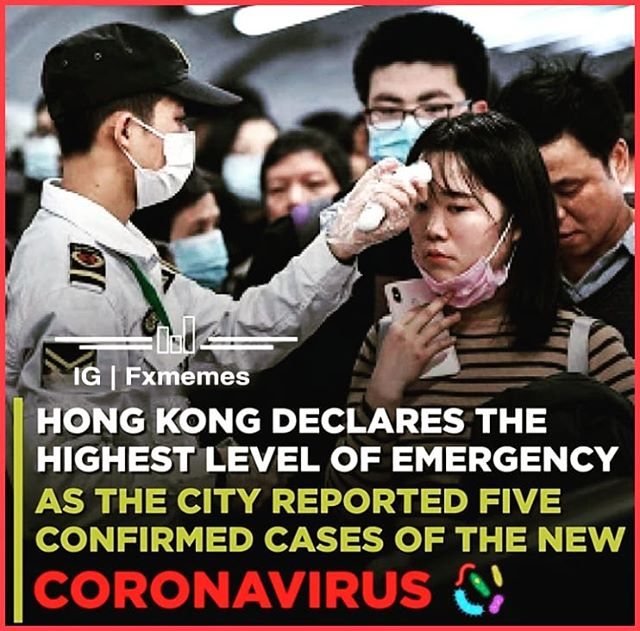 IG | Fxmemes
HONG KONG DECLARES THE
HIGHEST LEVEL OF EMERGENCY
AS THE CITY REPORTED FIVE
CONFIRMED CASES OF THE NEW
CORONAVIRUS